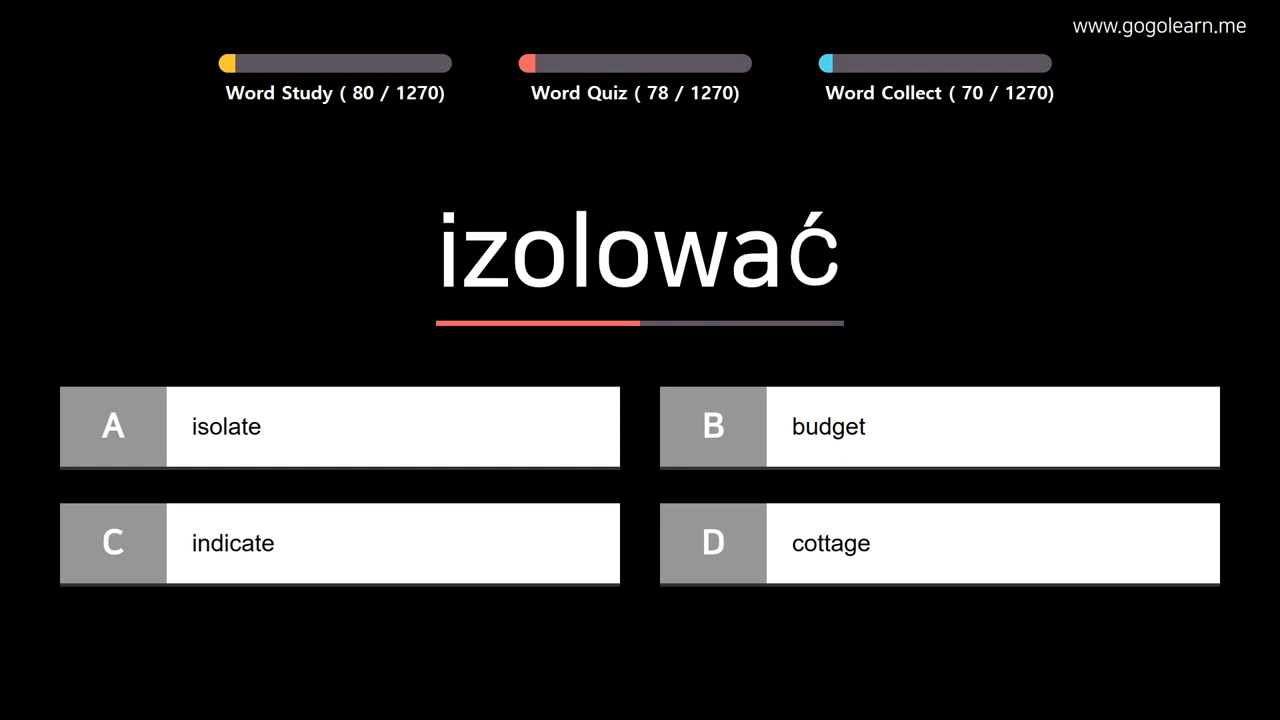 www.gogolearn.me
Word Study ( 80 / 1270)
Word Quiz ( 78 / 1270)
Word Collect ( 70 / 1270)
izolować
A
isolate
B
budget
C
indicate
D
cottage